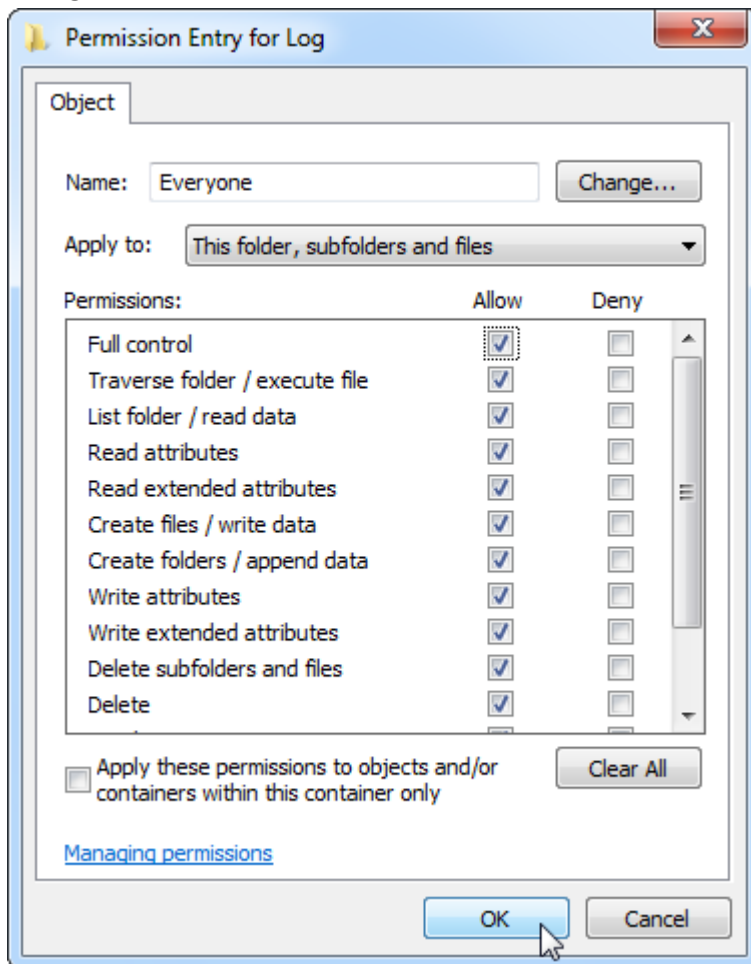 Permission Entry for Log
Object
Name: Everyone Change...
Apply to: This folder, subfolders and files
Permissions: Allow Deny
Full control
Traverse folder / execute file
List folder / read data
Read attributes
Read extended attributes
Create files / write data
Create folders / append data
Write attributes
Write extended attributes
Delete subfolders and files
Delete
Apply these permissions to objects and/or Clear All
containers within this container only
Managing permissions
OK Cancel